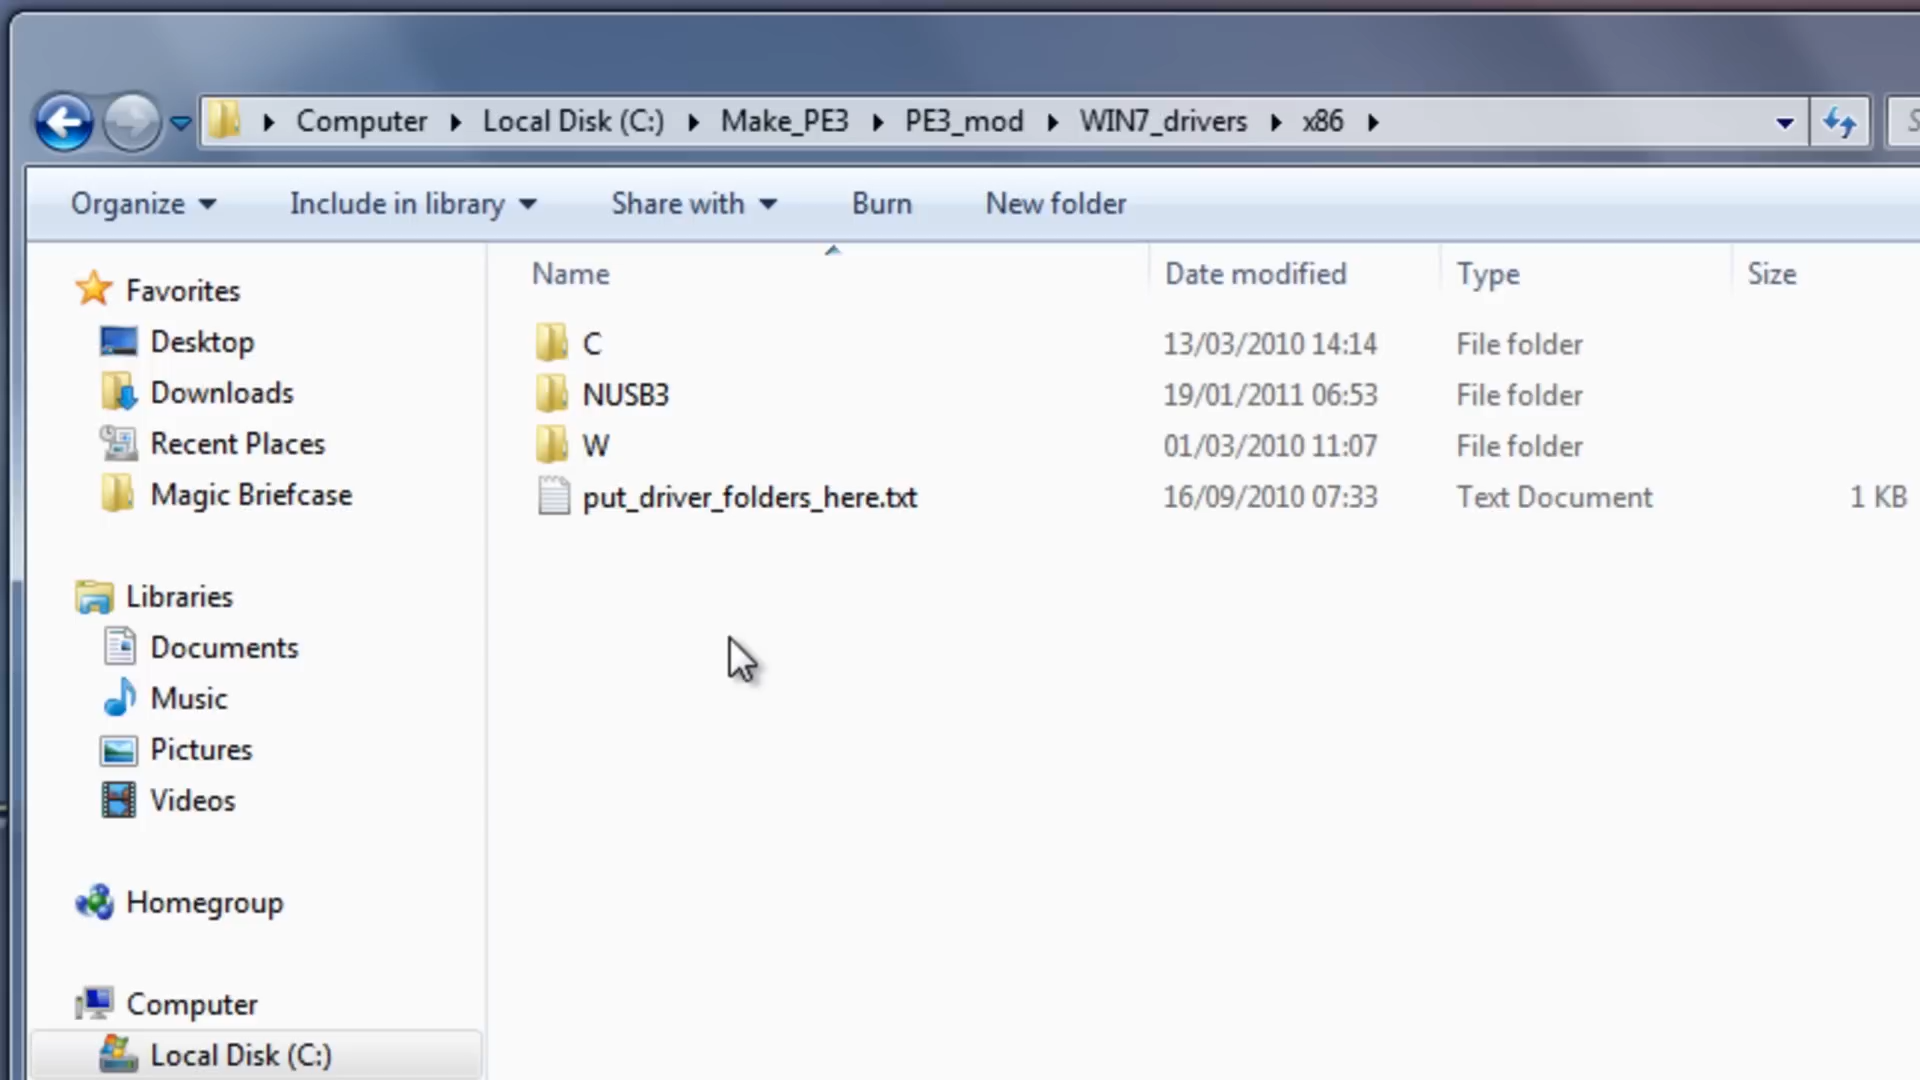 Computer Local Disk (C:) Make_PE3 PE3_mod WIN7_drivers x86
Organize Include in library Share with Burn New folder
Name Date modified Type Size
C 13/03/2010 14:14 File folder
NUSB3 19/01/2011 06:53 File folder
W 01/03/2010 11:07 File folder
put_driver_folders_here.txt 16/09/2010 07:33 Text Document 1 KB
Favorites
Desktop
Downloads
Recent Places
Magic Briefcase
Libraries
Documents
Music
Pictures
Videos
Homegroup
Computer
Local Disk (C:)